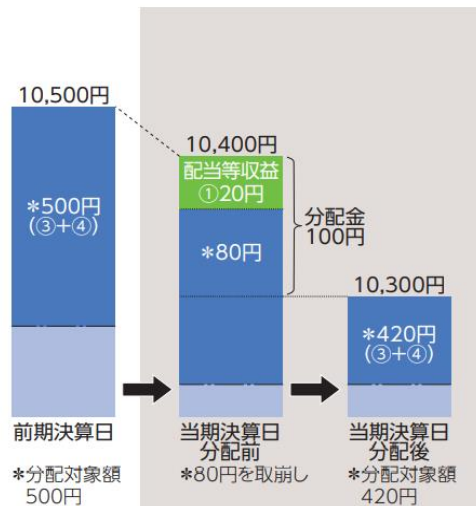 10,500円
*500円
(③+④)
前期決算日
*分配対象額
500円
10,400円
配当等収益
①20円
*80円
分配金
100円
当期決算日
分配前
*80円を取崩し
10,300円
*420円
(③+④)
当期決算日
分配後
*分配対象額
420円